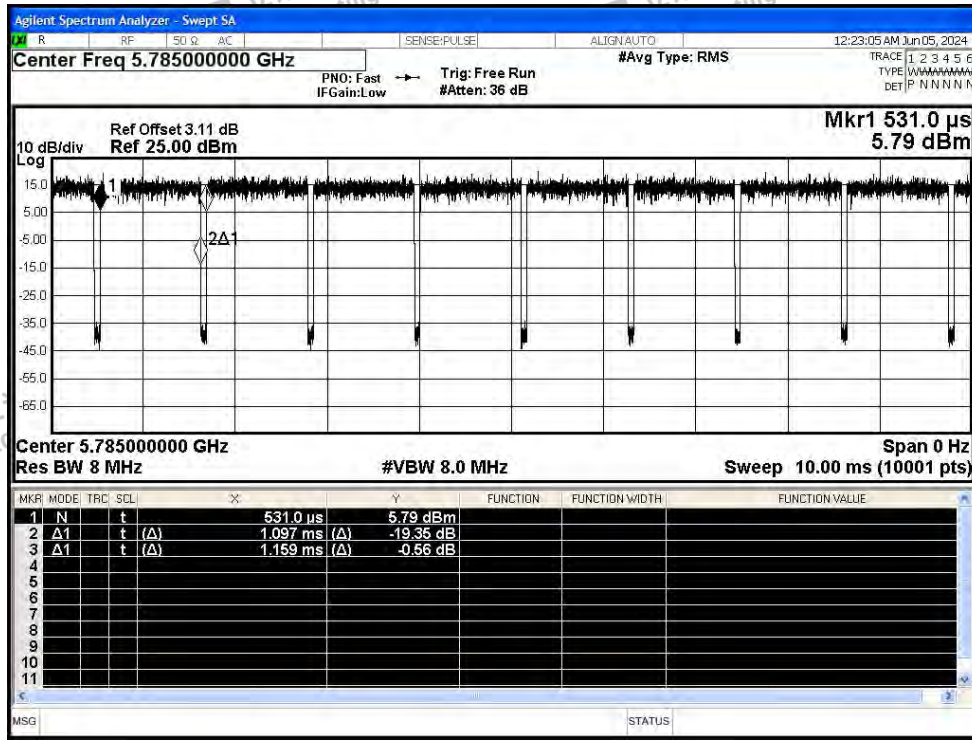 Agilent Spectrum Analyzer - Swept SA
LXI R RF 50 Ω AC SENSE:PULSE ALIGN AUTO 12:23:05 AM Jun 05, 2024
Center Freq 5.785000000 GHz #Avg Type: RMS TRACE 1 2 3 4 5 6
PNO: Fast Trig: Free Run TYPE WWWWWW
IFGain:Low #Atten: 36 dB DET P N N N N N
Mkr1 531.0 µs
Ref Offset 3.11 dB
10 dB/div Ref 25.00 dBm 5.79 dBm
Log
15.0
1
5.00
2Δ1
-5.00
-15.0
-25.0
-35.0
-45.0
-55.0
-65.0
Center 5.785000000 GHz Span 0 Hz
Res BW 8 MHz #VBW 8.0 MHz Sweep 10.00 ms (10001 pts)
MKR MODE TRC SCL X Y FUNCTION FUNCTION WIDTH FUNCTION VALUE
1 N t 531.0 µs 5.79 dBm
2 Δ1 t (Δ) 1.097 ms (Δ) -19.35 dB
3 Δ1 t (Δ) 1.159 ms (Δ) -0.56 dB
4
5
6
7
8
9
10
11
MSG STATUS